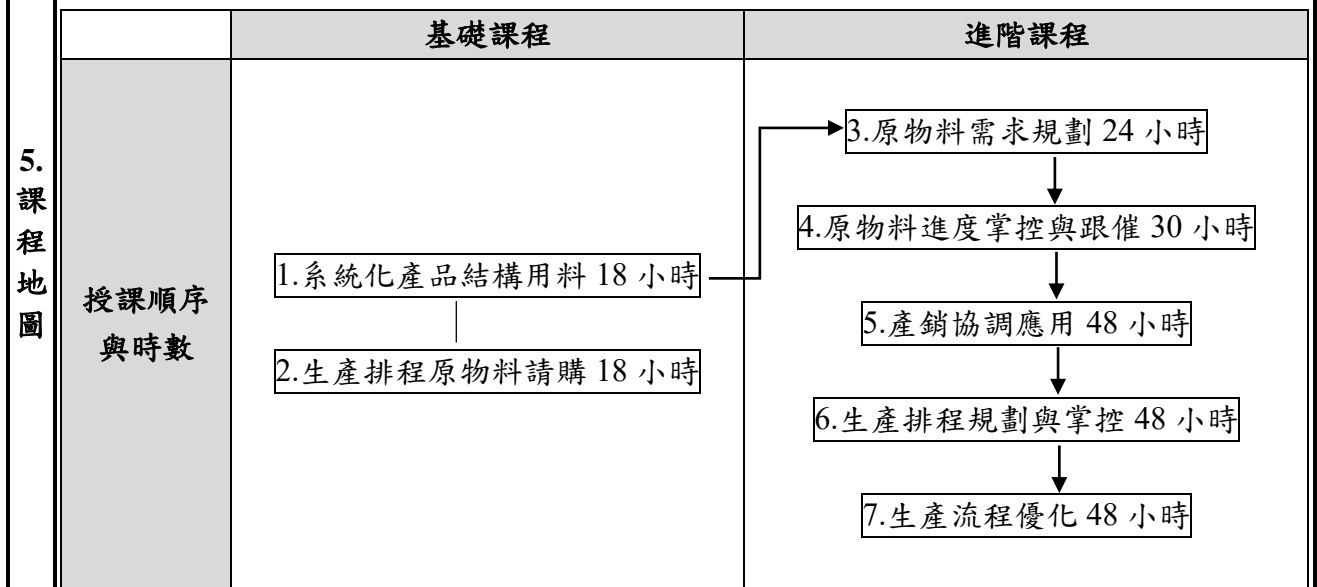 5.
課
程
地
圖
基礎課程
進階課程
授課順序
與時數
1.系統化產品結構用料 18 小時
2.生產排程原物料請購 18 小時
3.原物料需求規劃 24 小時
4.原物料進度掌控與跟催 30 小時
5.產銷協調應用 48 小時
6.生產排程規劃與掌控 48 小時
7.生產流程優化 48 小時